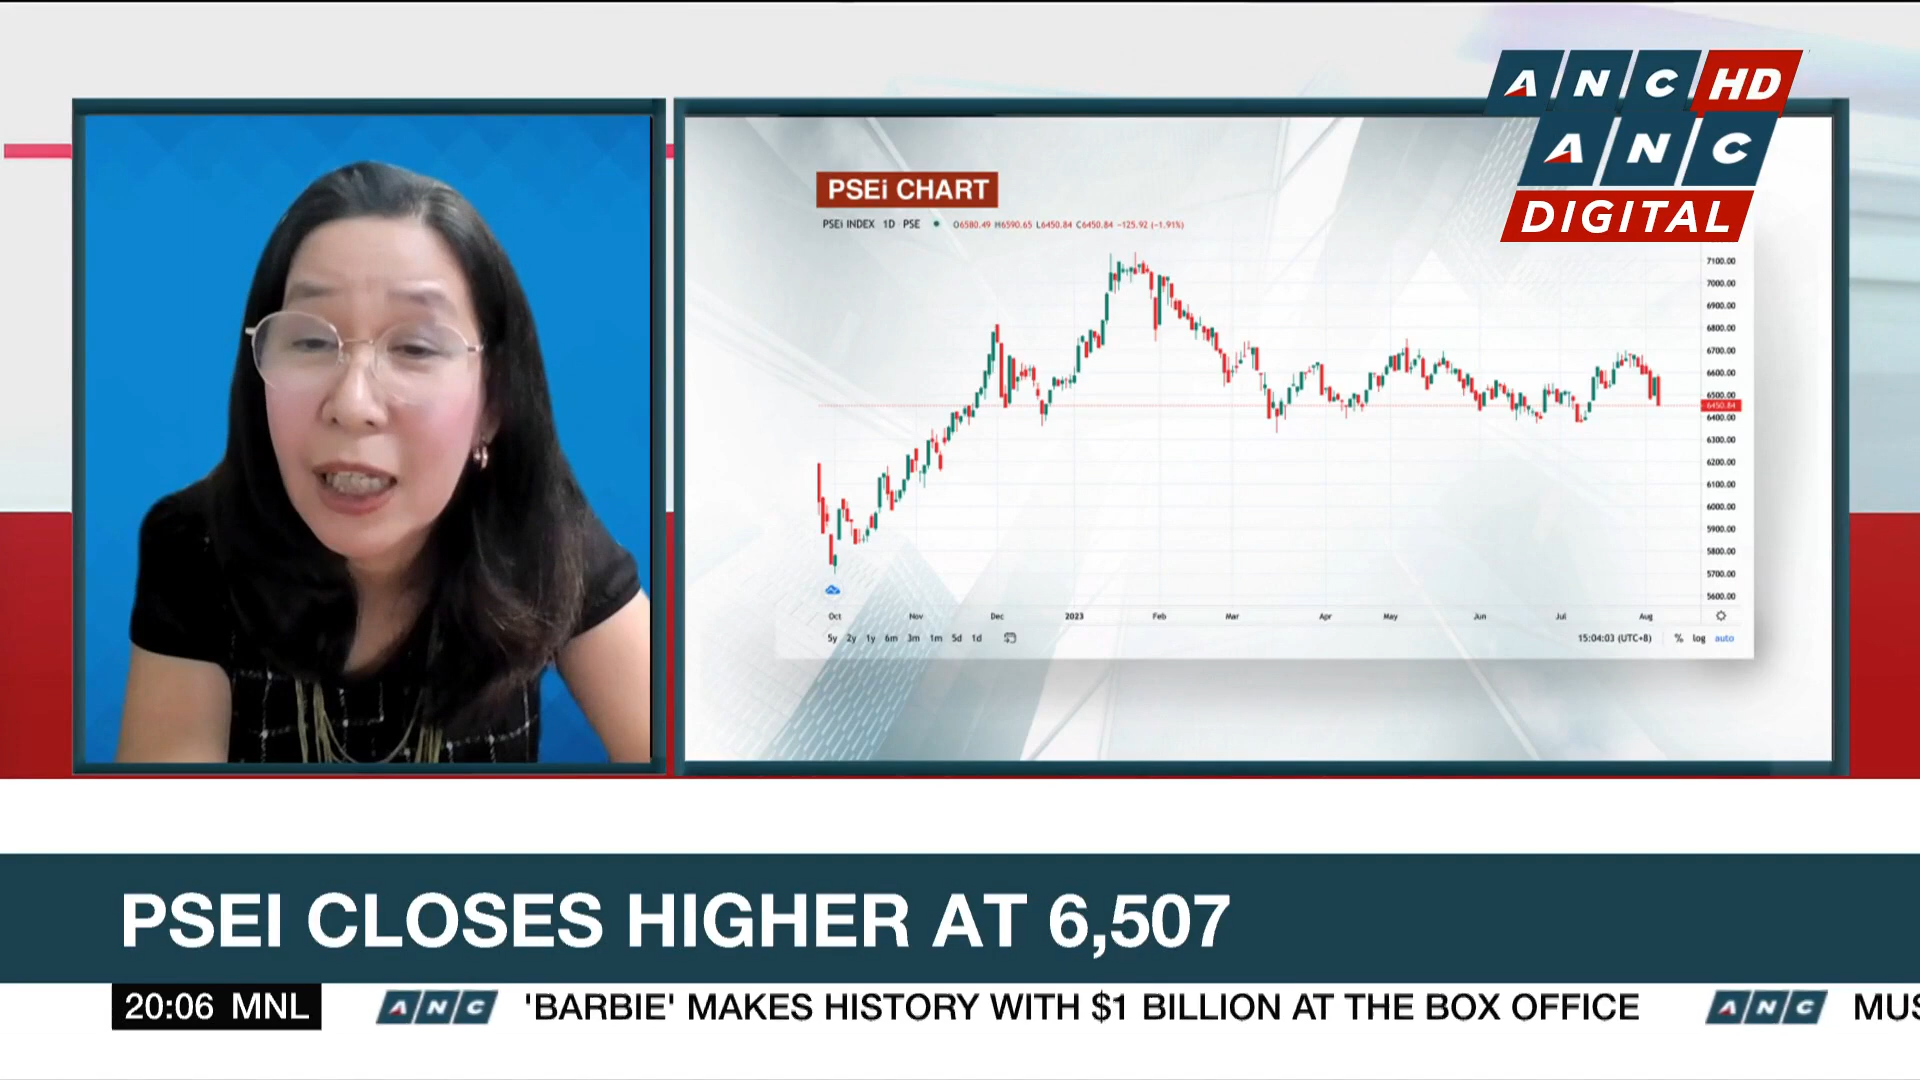 ANC HD
ANC
DIGITAL
PSEi CHART
PSEi INDEX 1D PSE O6580.49 H6590.65 L6450.84 C6450.84 −125.92 (−1.91%)
7100.00
7000.00
6900.00
6800.00
6700.00
6600.00
6500.00
6450.84
6400.00
6300.00
6200.00
6100.00
6000.00
5900.00
5800.00
5700.00
5600.00
Oct Nov Dec 2023 Feb Mar Apr May Jun Jul Aug
5y 2y 1y 6m 3m 1m 5d 1d 15:04:03 (UTC+8) % log auto
PSEI CLOSES HIGHER AT 6,507
20:06 MNL ANC 'BARBIE' MAKES HISTORY WITH $1 BILLION AT THE BOX OFFICE ANC MUS